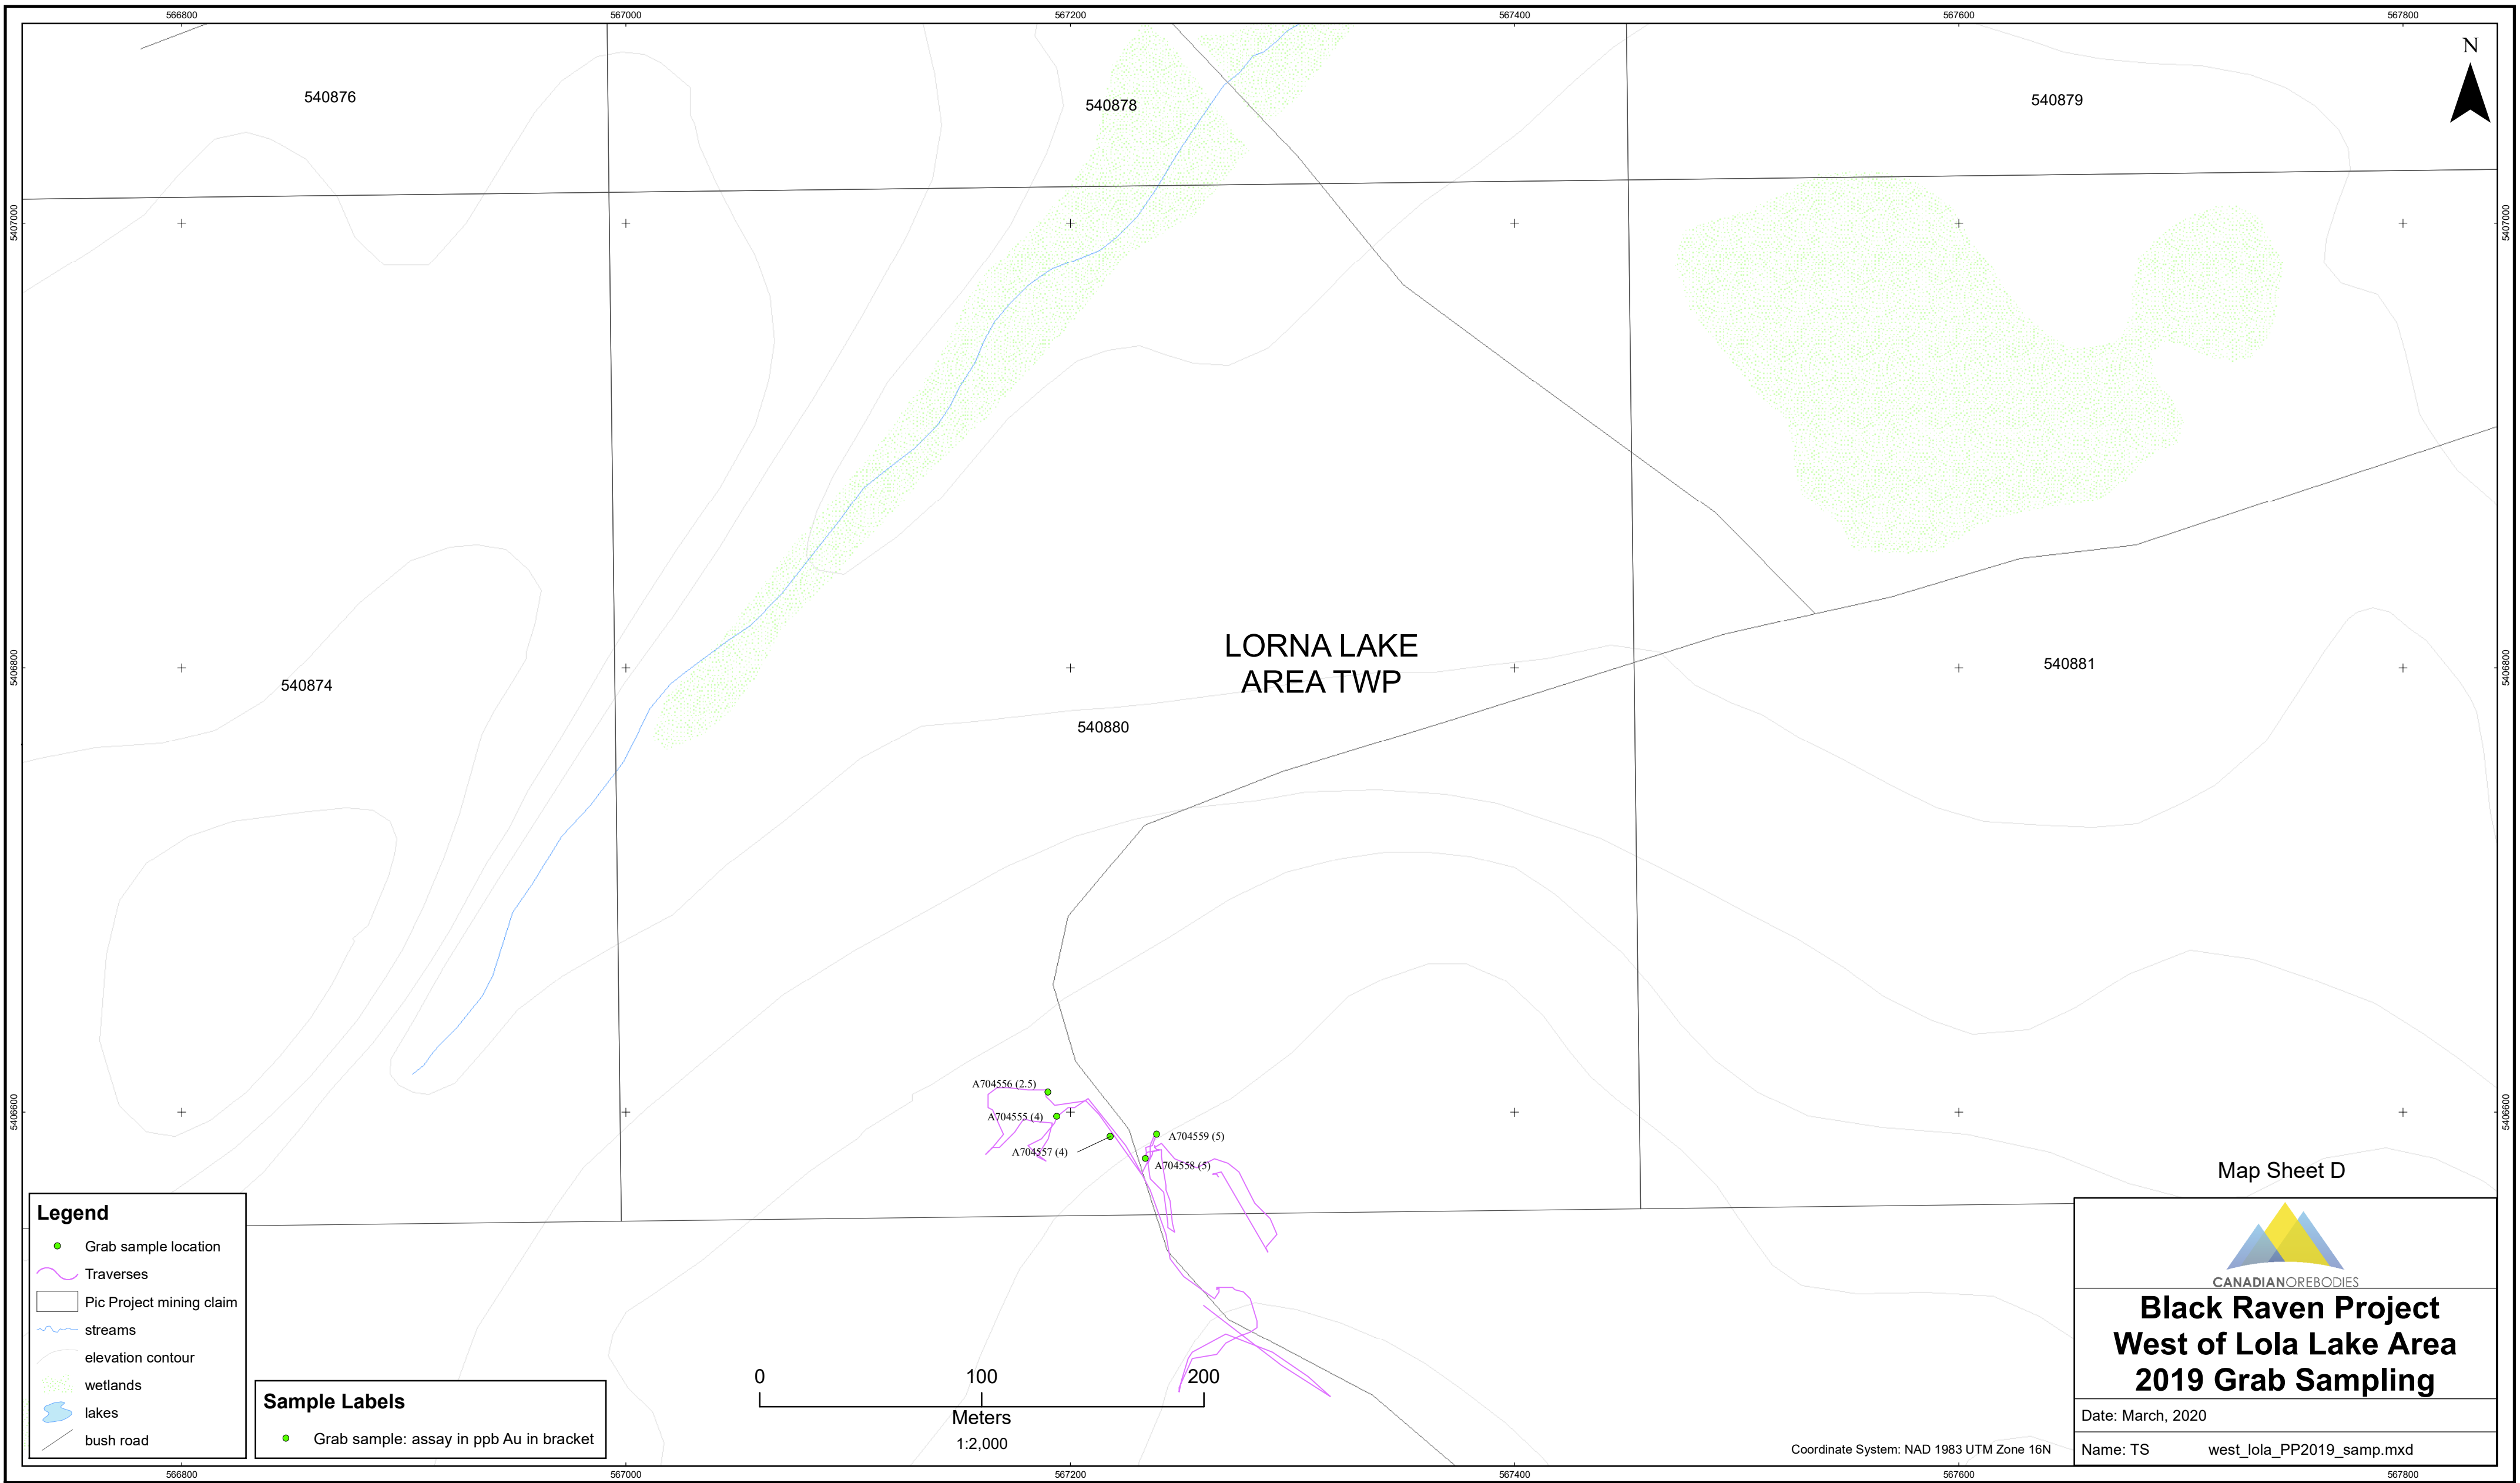 566800 567000 567200 567400 567600 567800
N
540876 540878 540879
5407000 5407000
LORNA LAKE
AREA TWP
5406800 5406800
540874 540881
540880
A704556 (2.5)
A704555 (4)
5406600 5406600
A704559 (5)
A704557 (4)
A704558 (5)
Map Sheet D
Legend
Grab sample location
Traverses
Pic Project mining claim
streams
elevation contour
wetlands
lakes
bush road
Sample Labels
Grab sample: assay in ppb Au in bracket
0 100 200
Meters
1:2,000
Coordinate System: NAD 1983 UTM Zone 16N
CANADIANOREBODIES
Black Raven Project
West of Lola Lake Area
2019 Grab Sampling
Date: March, 2020
Name: TS west_lola_PP2019_samp.mxd
566800 567000 567200 567400 567600 567800